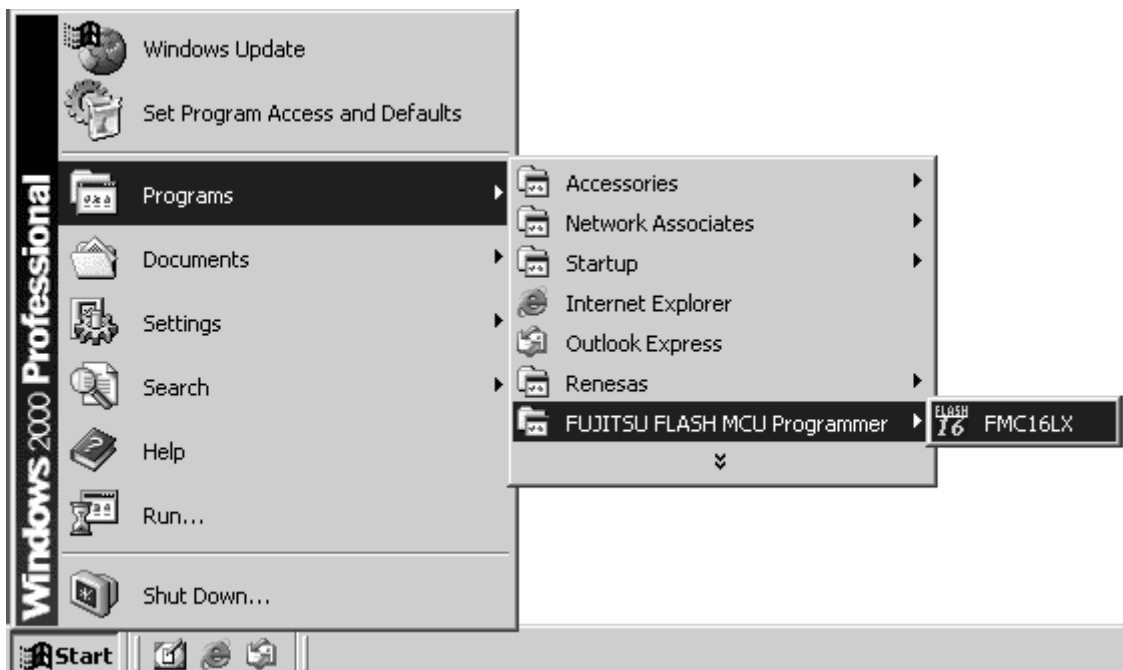 Windows Update
Set Program Access and Defaults
Programs
Documents
Settings
Search
Help
Run...
Shut Down...
Windows 2000 Professional
Accessories
Network Associates
Startup
Internet Explorer
Outlook Express
Renesas
FUJITSU FLASH MCU Programmer
FLASH 16 FMC16LX
Start